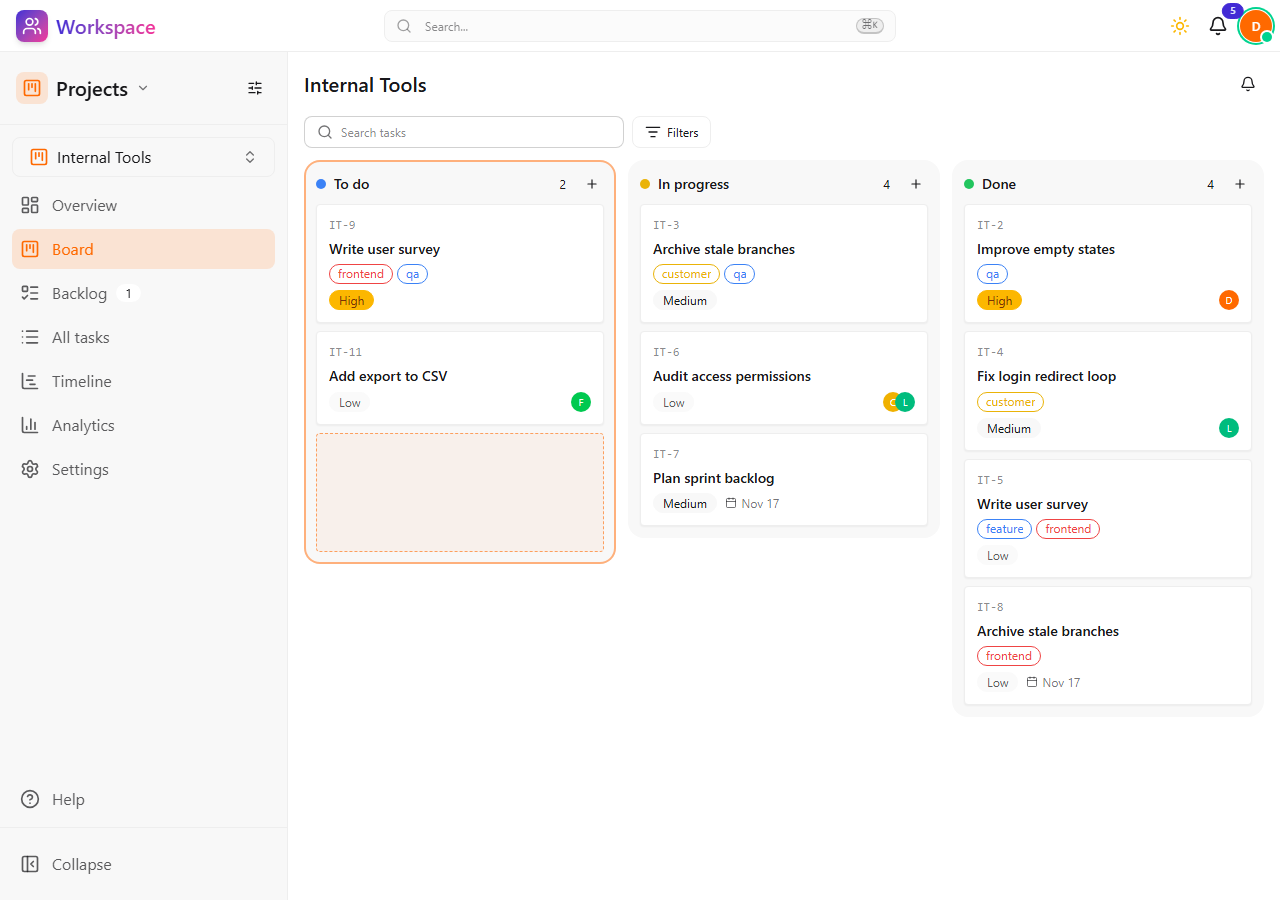 Workspace
Search...
⌘K
5
D
Projects
Internal Tools
Overview
Board
Backlog 1
All tasks
Timeline
Analytics
Settings
Help
Collapse
Internal Tools
Search tasks
Filters
To do 2
IT-9
Write user survey
frontend qa
High
IT-11
Add export to CSV
Low F
In progress 4
IT-3
Archive stale branches
customer qa
Medium
IT-6
Audit access permissions
Low L
IT-7
Plan sprint backlog
Medium Nov 17
Done 4
IT-2
Improve empty states
qa
High D
IT-4
Fix login redirect loop
customer
Medium L
IT-5
Write user survey
feature frontend
Low
IT-8
Archive stale branches
frontend
Low Nov 17